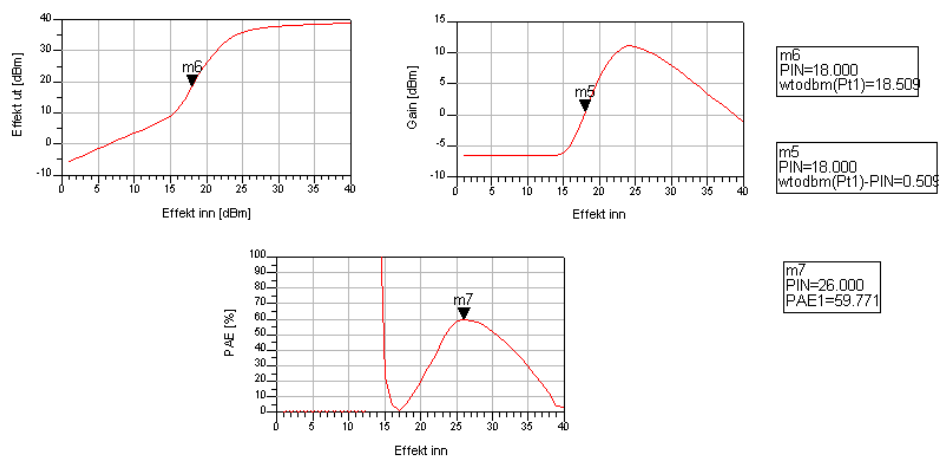 Effekt ut [dBm]
40
30
20
10
0
-10
m6
0 5 10 15 20 25 30 35 40
Effekt inn [dBm]
Gain [dBm]
15
10
5
0
-5
-10
m5
0 5 10 15 20 25 30 35 40
Effekt inn
m6
PIN=18.000
wtodbm(Pt1)=18.509
m5
PIN=18.000
wtodbm(Pt1)-PIN=0.509
PAE [%]
100
90
80
70
60
50
40
30
20
10
0
m7
0 5 10 15 20 25 30 35 40
Effekt inn
m7
PIN=26.000
PAE1=59.771